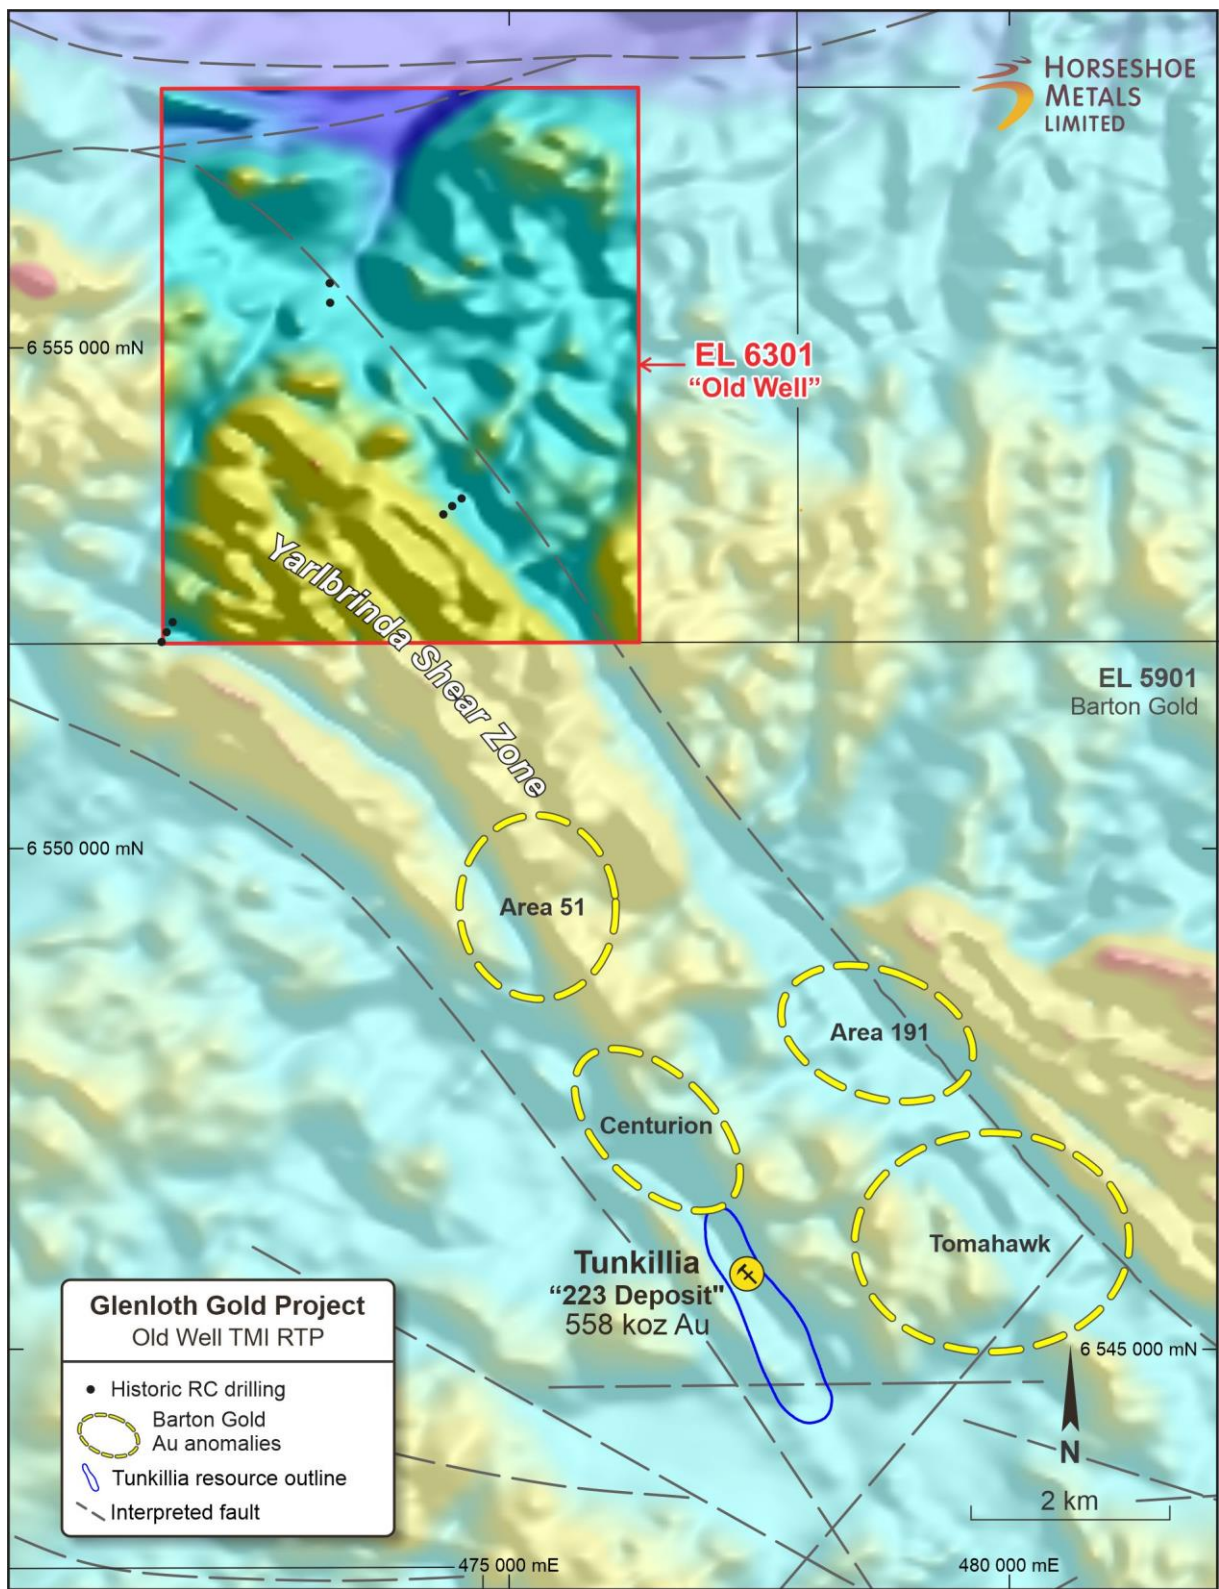 HORSESHOE
METALS
LIMITED
6 555 000 mN
EL 6301
“Old Well”
Yarlbrinda Shear Zone
EL 5901
Barton Gold
6 550 000 mN
Area 51
Area 191
Centurion
Tomahawk
Tunkillia
“223 Deposit"
558 koz Au
6 545 000 mN
N
2 km
Glenloth Gold Project
Old Well TMI RTP
Historic RC drilling
Barton Gold
Au anomalies
Tunkillia resource outline
Interpreted fault
475 000 mE
480 000 mE